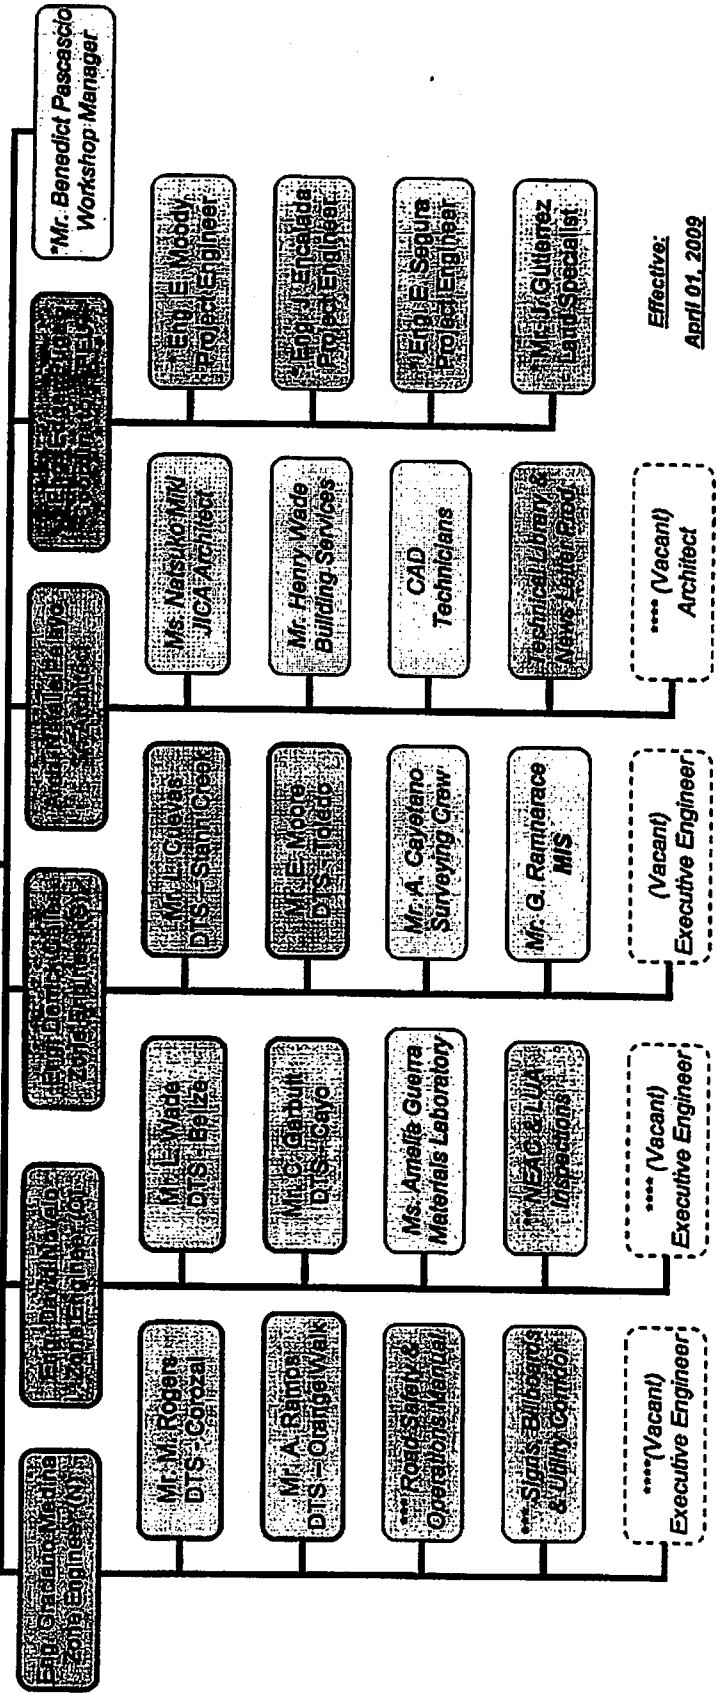 Eng. Graciano Medina
Zone Engineer (N)
Mr. M. Rogers
DTS - Corozal
Mr. A. Ramos
DTS – Orange Walk
*** Road Safety &
Operations Manual
*** Signs, Billboards
& Utility Corridor
****(Vacant)
Executive Engineer
Eng. David Novelo
Zone Engineer
Mr. L. Wade
DTS - Belize
Mr. C. Garbutt
DTS - Cayo
Ms. Amelia Guerra
Materials Laboratory
NEAC & LUA
Inspections
**** (Vacant)
Executive Engineer
Eng.
Zone Engineer
Mr. L. Cuevas
DTS – Stann Creek
Mr. E. Moore
DTS - Toledo
Mr. A. Cayetano
Surveying Crew
Mr. G. Ramnarace
MIS
(Vacant)
Executive Engineer
Architect
Ms. Natsuko Miki
JICA Architect
Mr. Henry Wade
Building Services
CAD
Technicians
Technical Library &
News Letter Prod.
**** (Vacant)
Architect
* Eng. E. Moody
Project Engineer
* Eng. J. Encalada
Project Engineer
* Eng. E. Segura
Project Engineer
* Mr. J. Gutierrez
Land Specialist
*Mr. Benedict Pascascio
Workshop Manager
Effective:
April 01, 2009